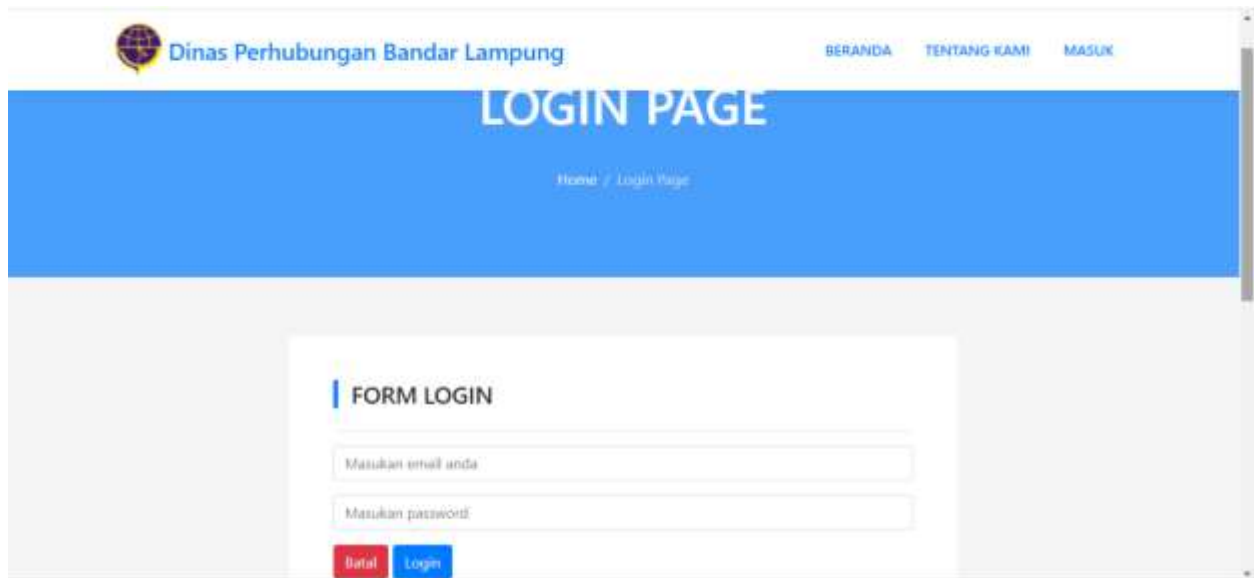 Dinas Perhubungan Bandar Lampung
BERANDA TENTANG KAMI MASUK
LOGIN PAGE
Home / Login Page
FORM LOGIN
Masukan email anda
Masukan password
Batal Login